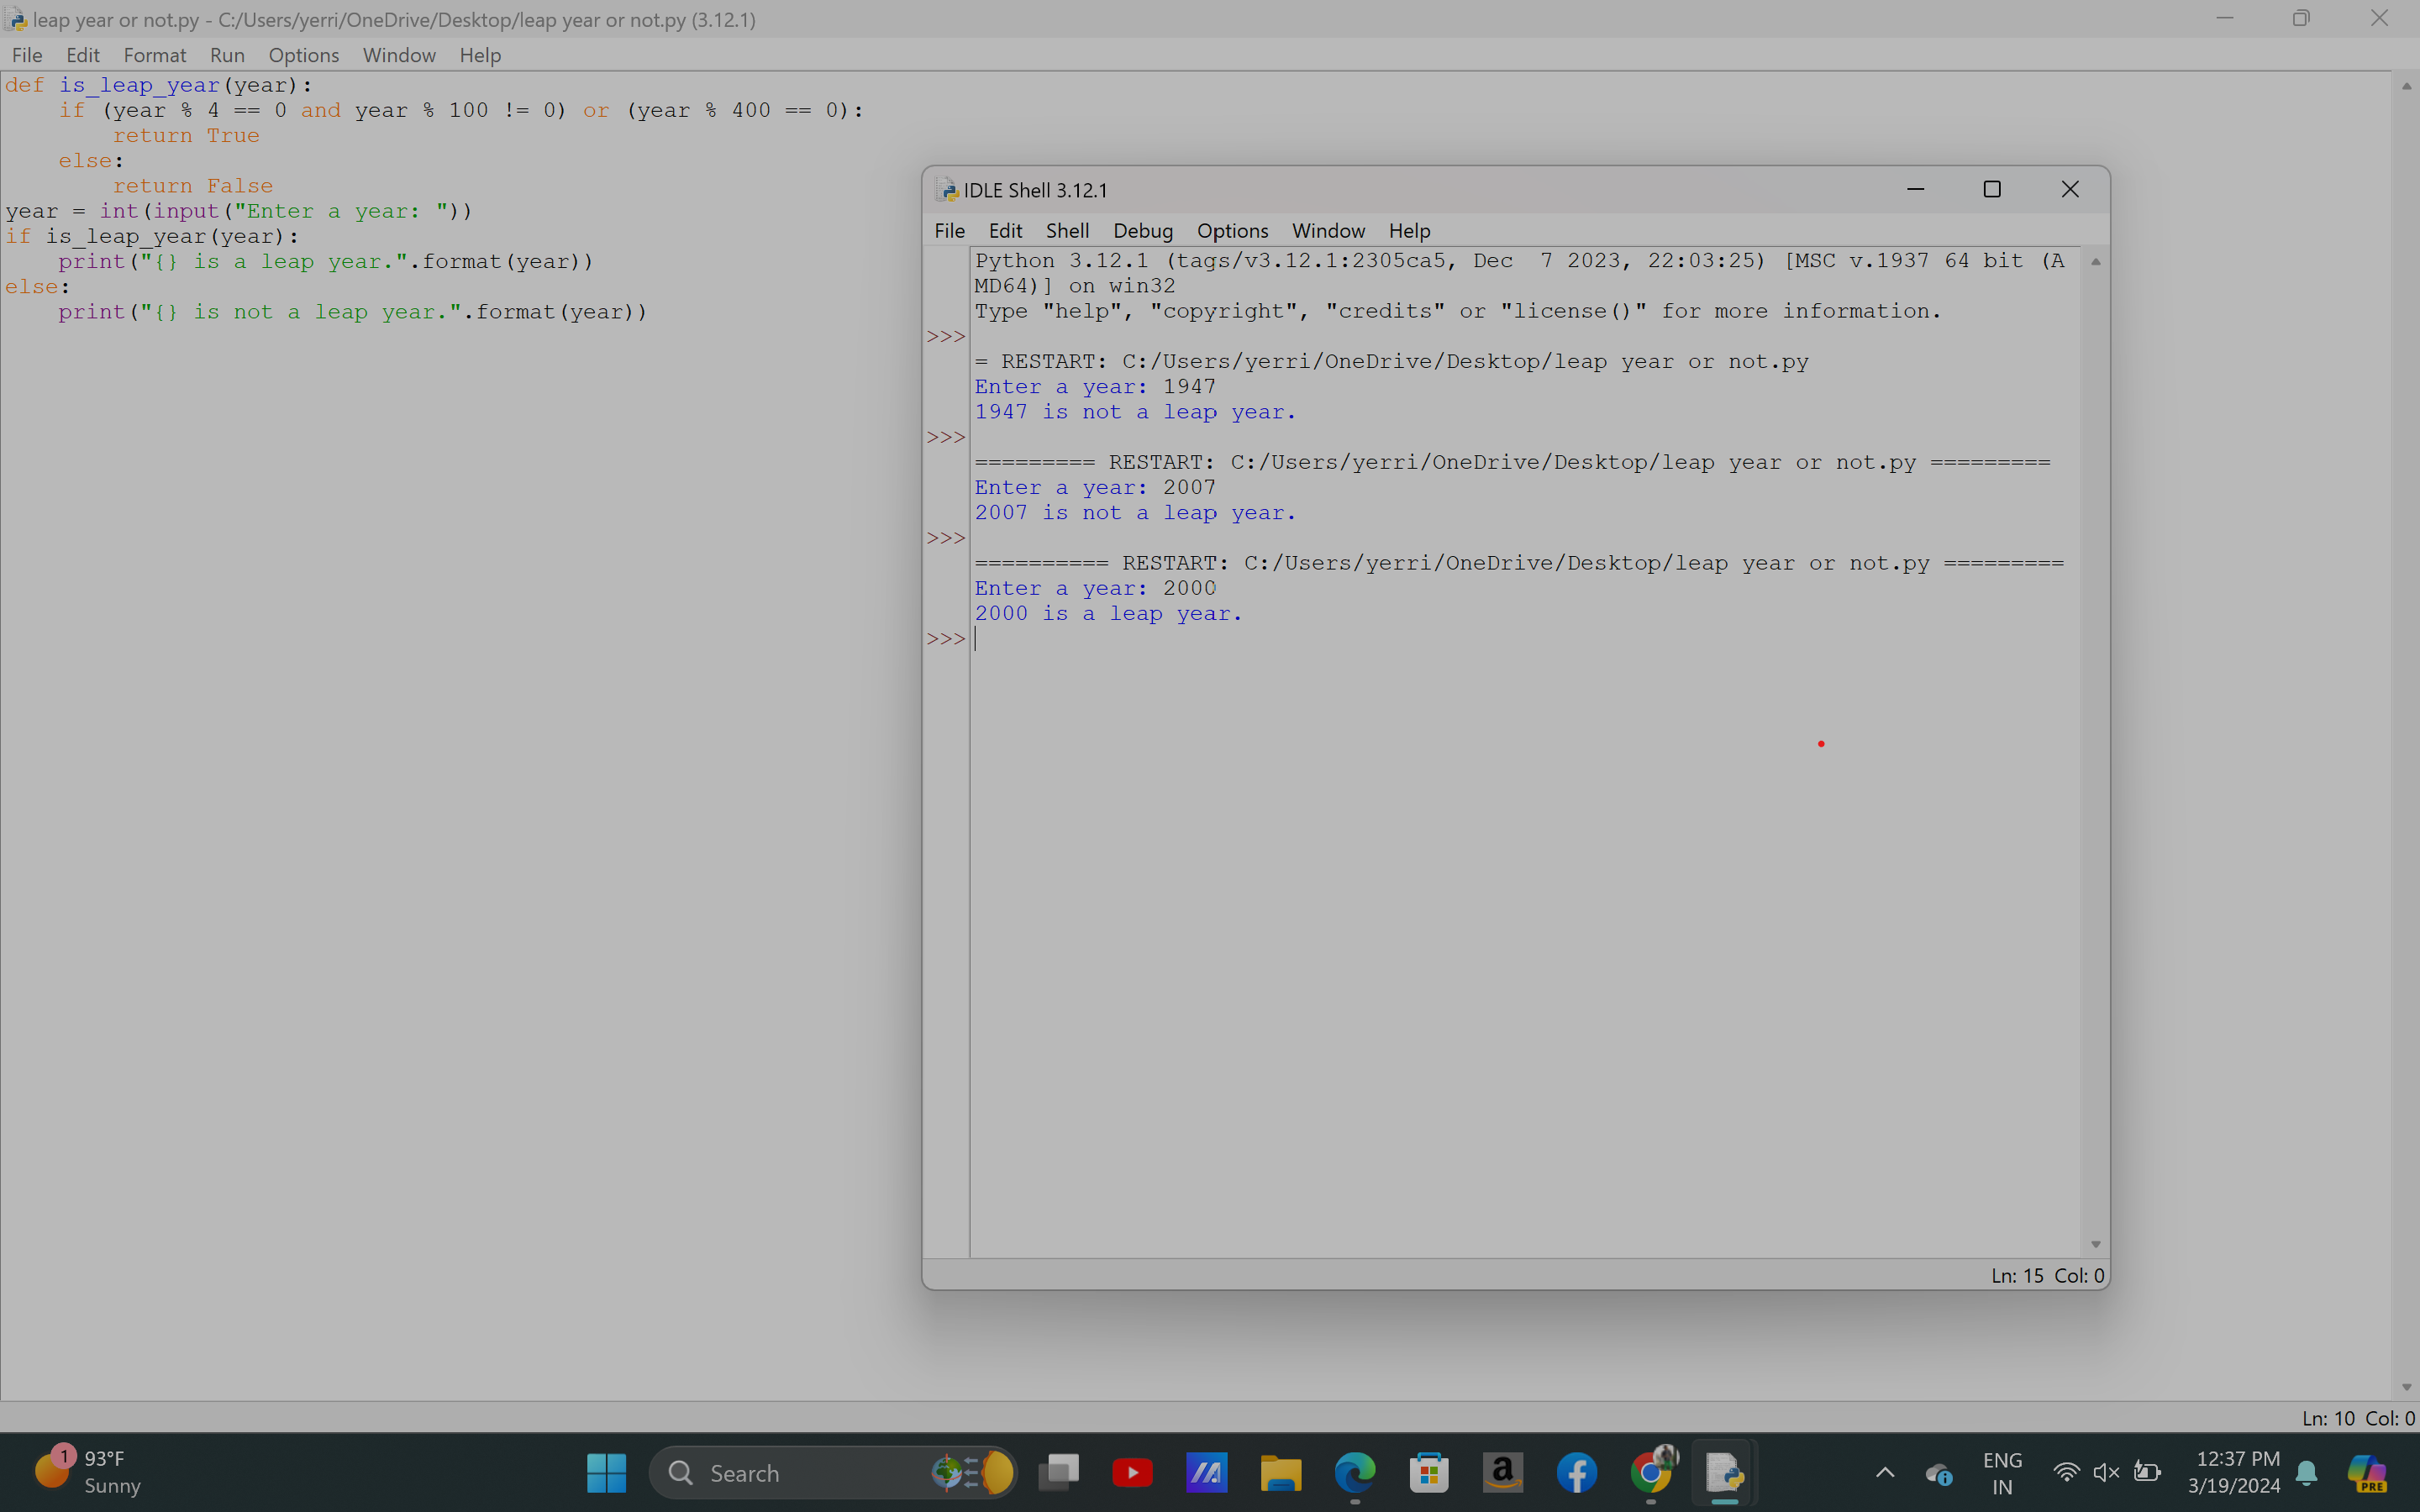 leap year or not.py - C:/Users/yerri/OneDrive/Desktop/leap year or not.py (3.12.1)
File Edit Format Run Options Window Help
def is_leap_year(year):
    if (year % 4 == 0 and year % 100 != 0) or (year % 400 == 0):
        return True
    else:
        return False
year = int(input("Enter a year: "))
if is_leap_year(year):
    print("{} is a leap year.".format(year))
else:
    print("{} is not a leap year.".format(year))
IDLE Shell 3.12.1
File Edit Shell Debug Options Window Help
Python 3.12.1 (tags/v3.12.1:2305ca5, Dec  7 2023, 22:03:25) [MSC v.1937 64 bit (A
MD64)] on win32
Type "help", "copyright", "credits" or "license()" for more information.
>>>
= RESTART: C:/Users/yerri/OneDrive/Desktop/leap year or not.py
Enter a year: 1947
1947 is not a leap year.
>>>
========= RESTART: C:/Users/yerri/OneDrive/Desktop/leap year or not.py =========
Enter a year: 2007
2007 is not a leap year.
>>>
========== RESTART: C:/Users/yerri/OneDrive/Desktop/leap year or not.py =========
Enter a year: 2000
2000 is a leap year.
>>>
Ln: 15 Col: 0
Ln: 10 Col: 0
1
93°F
Sunny
Search
a
ENG
IN
12:37 PM
3/19/2024
PRE